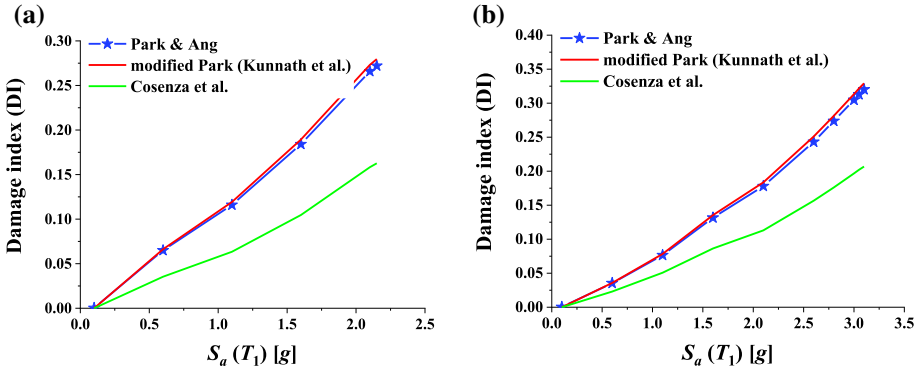 (a)
Damage index (DI)
0.30
0.25
0.20
0.15
0.10
0.05
0.00
Park & Ang
modified Park (Kunnath et al.)
Cosenza et al.
0.0 0.5 1.0 1.5 2.0 2.5
Sa (T1) [g]
(b)
Damage index (DI)
0.40
0.35
0.30
0.25
0.20
0.15
0.10
0.05
0.00
Park & Ang
modified Park (Kunnath et al.)
Cosenza et al.
0.0 0.5 1.0 1.5 2.0 2.5 3.0 3.5
Sa (T1) [g]